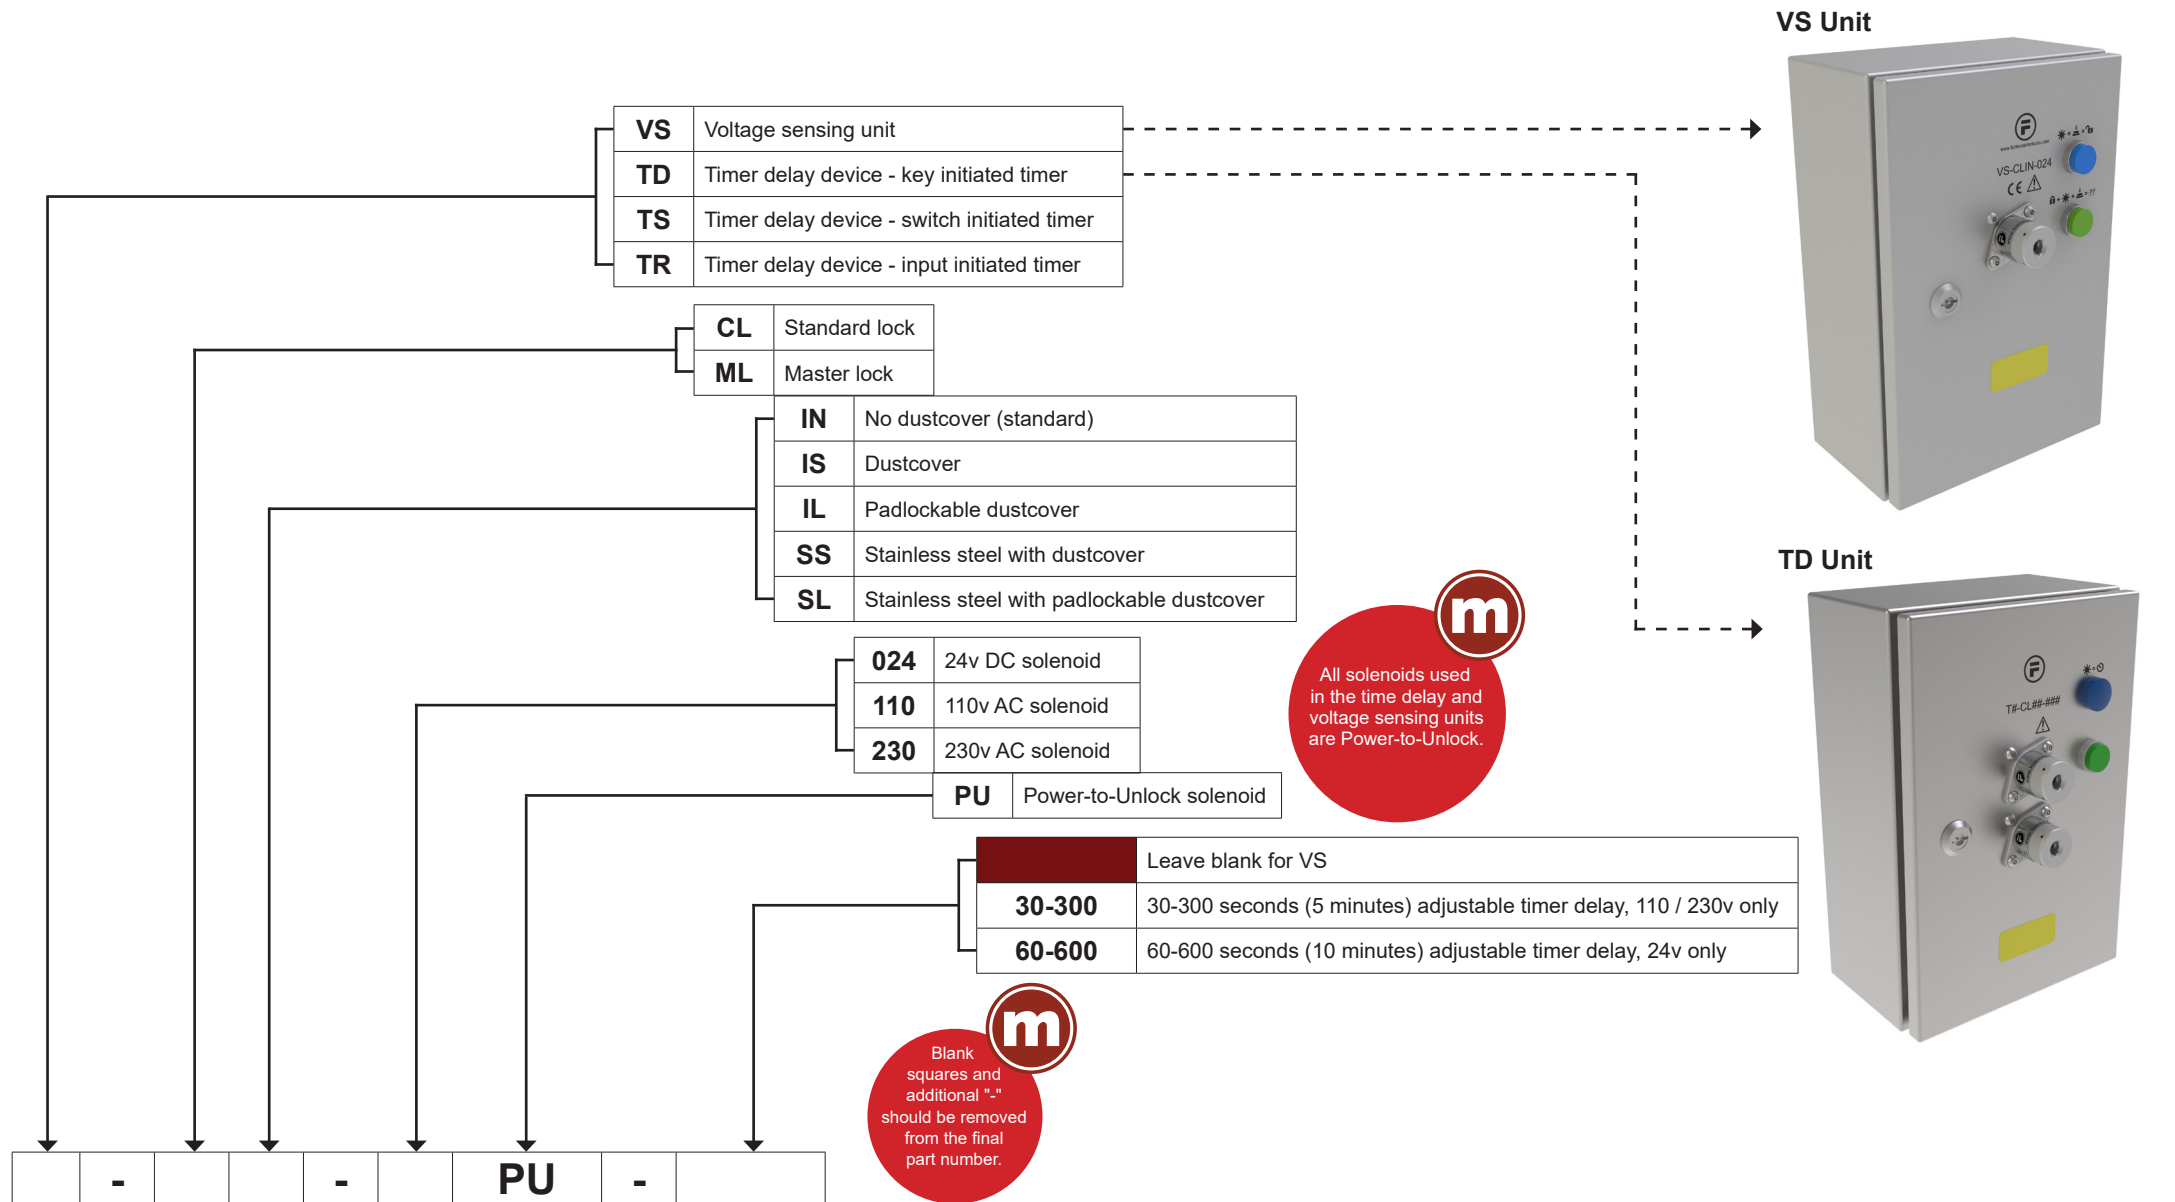 VS Unit
VS Voltage sensing unit
TD Timer delay device - key initiated timer
TS Timer delay device - switch initiated timer
TR Timer delay device - input initiated timer
CL Standard lock
ML Master lock
IN No dustcover (standard)
IS Dustcover
IL Padlockable dustcover
SS Stainless steel with dustcover
SL Stainless steel with padlockable dustcover
024 24v DC solenoid
110 110v AC solenoid
230 230v AC solenoid
PU Power-to-Unlock solenoid
m
All solenoids used
in the time delay and
voltage sensing units
are Power-to-Unlock.
Leave blank for VS
30-300 30-300 seconds (5 minutes) adjustable timer delay, 110 / 230v only
60-600 60-600 seconds (10 minutes) adjustable timer delay, 24v only
m
Blank
squares and
additional "-"
should be removed
from the final
part number.
- - PU -
F
VS-CLIN-024
CE
TD Unit
F
T#-CL##-###